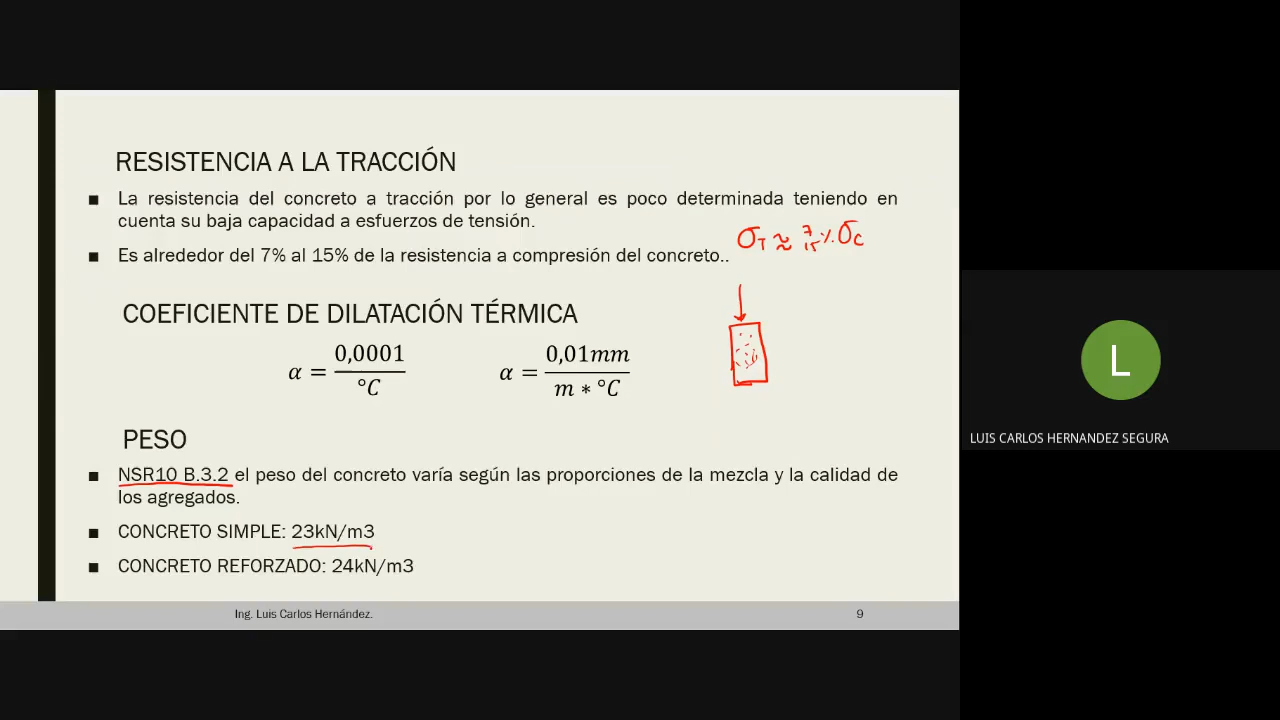 RESISTENCIA A LA TRACCIÓN
■ La resistencia del concreto a tracción por lo general es poco determinada teniendo en
cuenta su baja capacidad a esfuerzos de tensión.
σT ≈ 7 15 % σc
■ Es alrededor del 7% al 15% de la resistencia a compresión del concreto..
COEFICIENTE DE DILATACIÓN TÉRMICA
α = 0,0001 / °C α = 0,01mm / m ∗ °C
PESO
■ NSR10 B.3.2 el peso del concreto varía según las proporciones de la mezcla y la calidad de
los agregados.
■ CONCRETO SIMPLE: 23kN/m3
■ CONCRETO REFORZADO: 24kN/m3
Ing. Luis Carlos Hernández. 9
L
LUIS CARLOS HERNANDEZ SEGURA